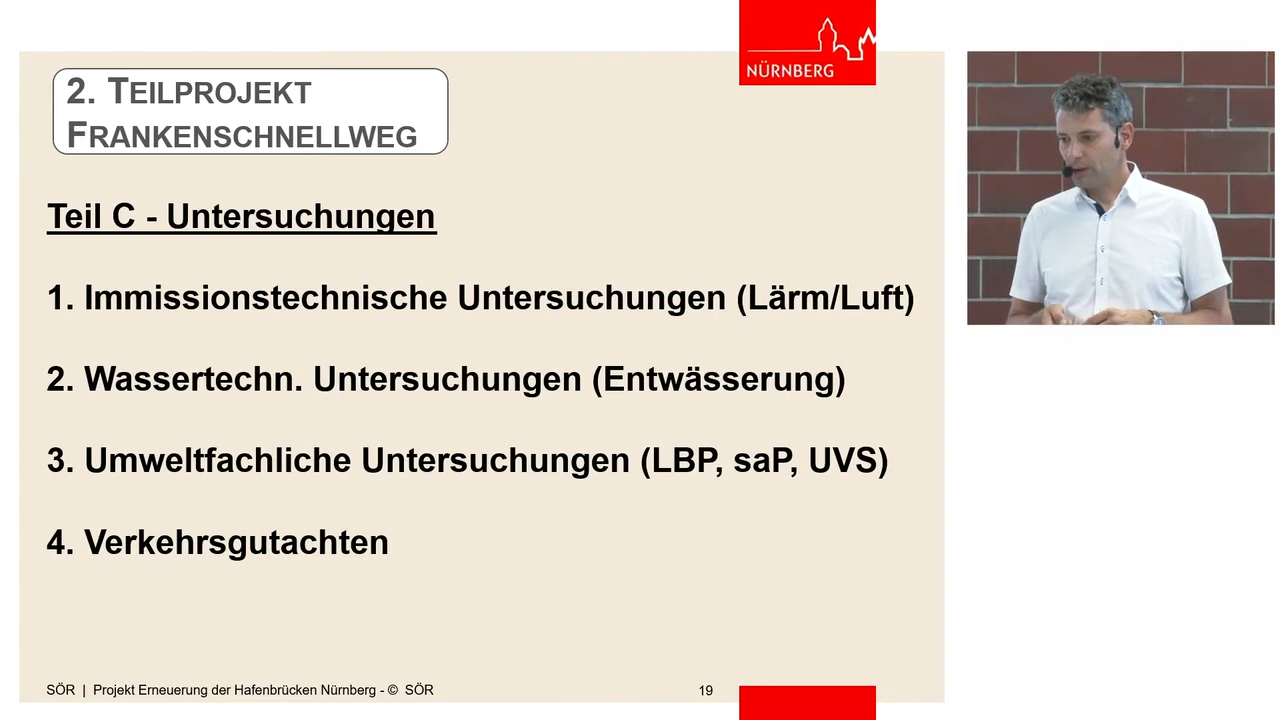 NÜRNBERG
2. TEILPROJEKT
FRANKENSCHNELLWEG
Teil C - Untersuchungen
1. Immissionstechnische Untersuchungen (Lärm/Luft)
2. Wassertechn. Untersuchungen (Entwässerung)
3. Umweltfachliche Untersuchungen (LBP, saP, UVS)
4. Verkehrsgutachten
SÖR | Projekt Erneuerung der Hafenbrücken Nürnberg - © SÖR 19